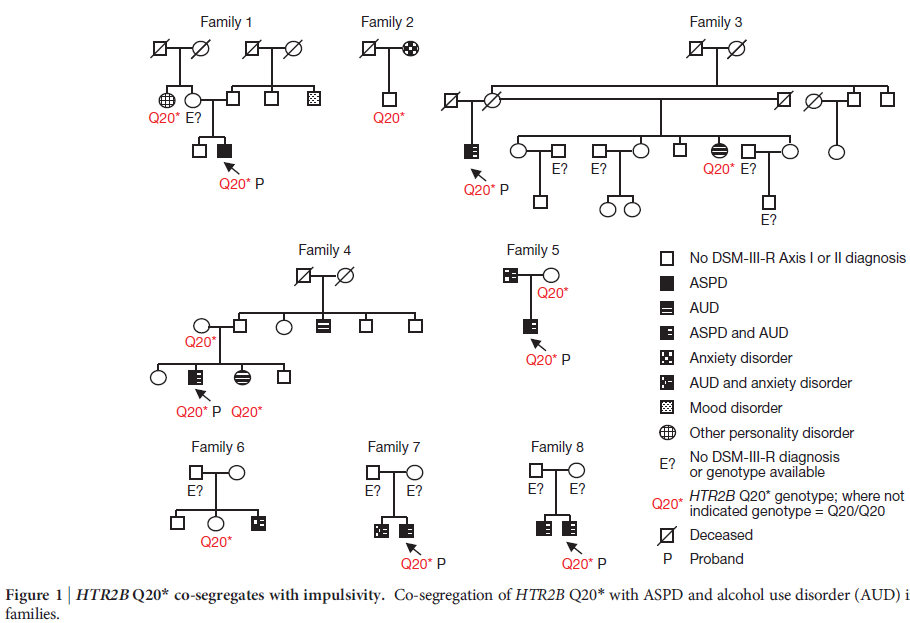 Family 1
Family 2
Family 3
Q20* E?
Q20*
Q20* P
Q20* P
E?
E?
Q20* E?
E?
Family 4
Family 5
Q20*
Q20*
Q20* P
Q20* P Q20*
Family 6
Family 7
Family 8
E?
E? E?
E? E?
Q20*
Q20* P
Q20* P
No DSM-III-R Axis I or II diagnosis
ASPD
AUD
ASPD and AUD
Anxiety disorder
AUD and anxiety disorder
Mood disorder
Other personality disorder
E? No DSM-III-R diagnosis
or genotype available
Q20* HTR2B Q20* genotype; where not
indicated genotype = Q20/Q20
Deceased
P Proband
Figure 1 | HTR2B Q20* co-segregates with impulsivity. Co-segregation of HTR2B Q20* with ASPD and alcohol use disorder (AUD) i
families.